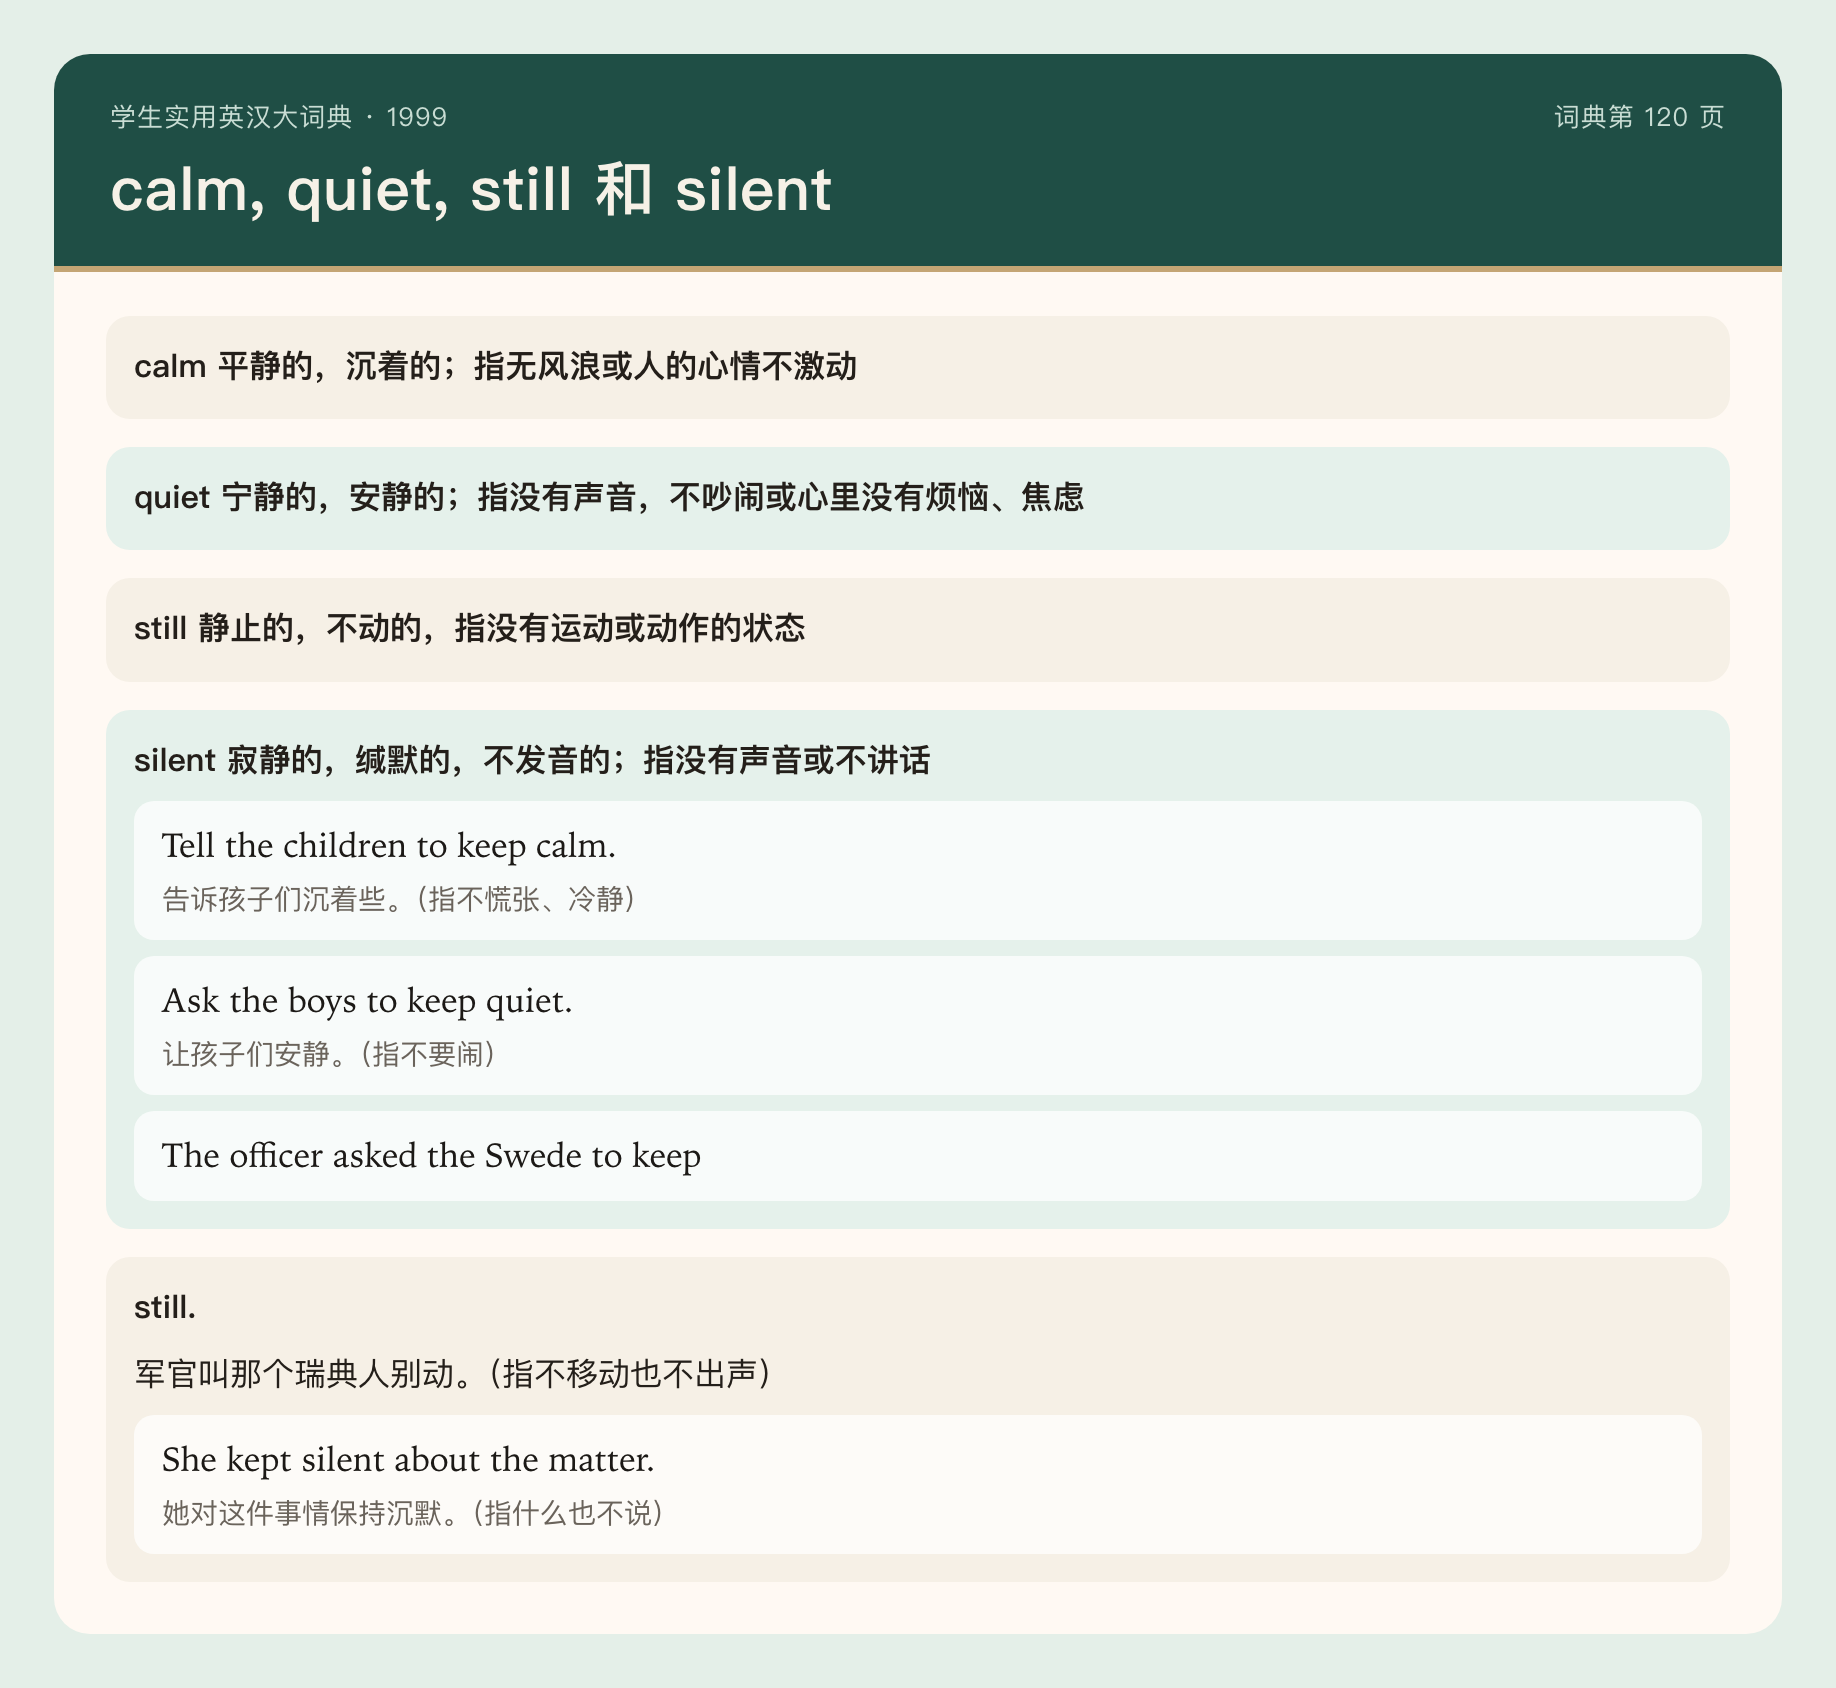 学生实用英汉大词典 · 1999
词典第 120 页
calm, quiet, still 和 silent
calm 平静的，沉着的；指无风浪或人的心情不激动
quiet 宁静的，安静的；指没有声音，不吵闹或心里没有烦恼、焦虑
still 静止的，不动的，指没有运动或动作的状态
silent 寂静的，缄默的，不发音的；指没有声音或不讲话
Tell the children to keep calm.
告诉孩子们沉着些。（指不慌张、冷静）
Ask the boys to keep quiet.
让孩子们安静。（指不要闹）
The officer asked the Swede to keep
still.
军官叫那个瑞典人别动。（指不移动也不出声）
She kept silent about the matter.
她对这件事情保持沉默。（指什么也不说）